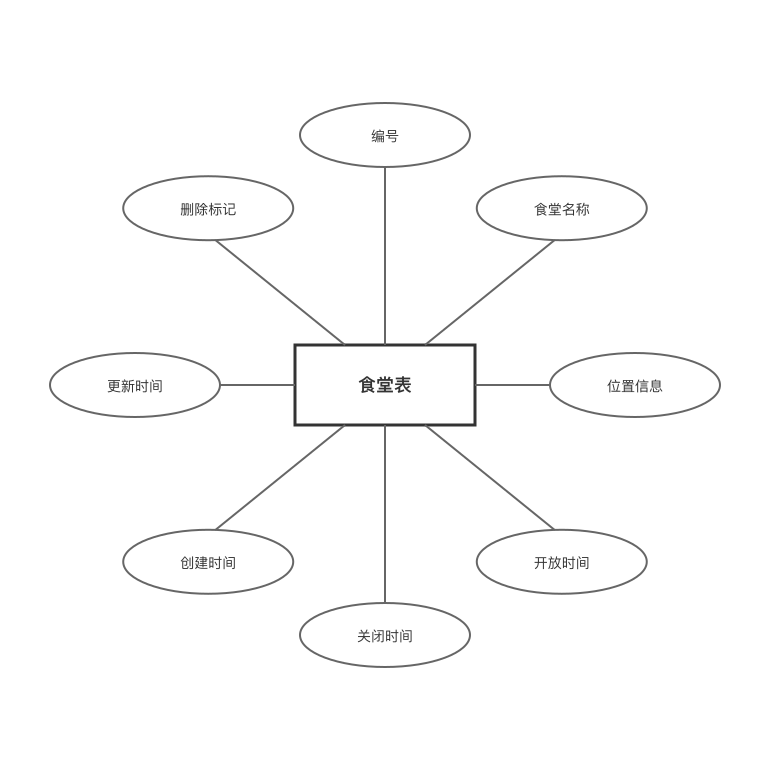 编号
删除标记
食堂名称
更新时间
食堂表
位置信息
创建时间
开放时间
关闭时间